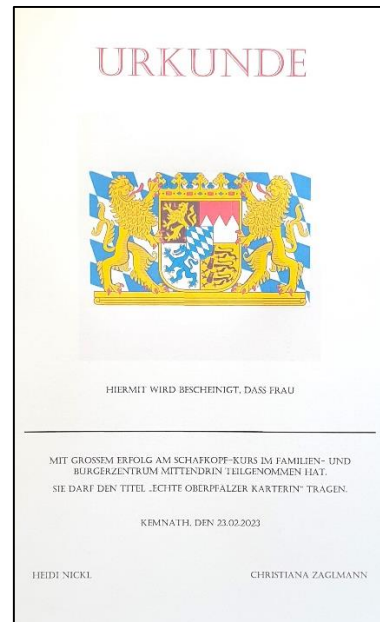 URKUNDE
HIERMIT WIRD BESCHEINIGT, DASS FRAU
MIT GROSSEM ERFOLG AM SCHAFKOPF-KURS IM FAMILIEN- UND
BÜRGERZENTRUM MITTENDRIN TEILGENOMMEN HAT.
SIE DARF DEN TITEL „ECHTE OBERPFÄLZER KARTERIN“ TRAGEN.
KEMNATH, DEN 23.02.2023
HEIDI NICKL CHRISTIANA ZAGLMANN